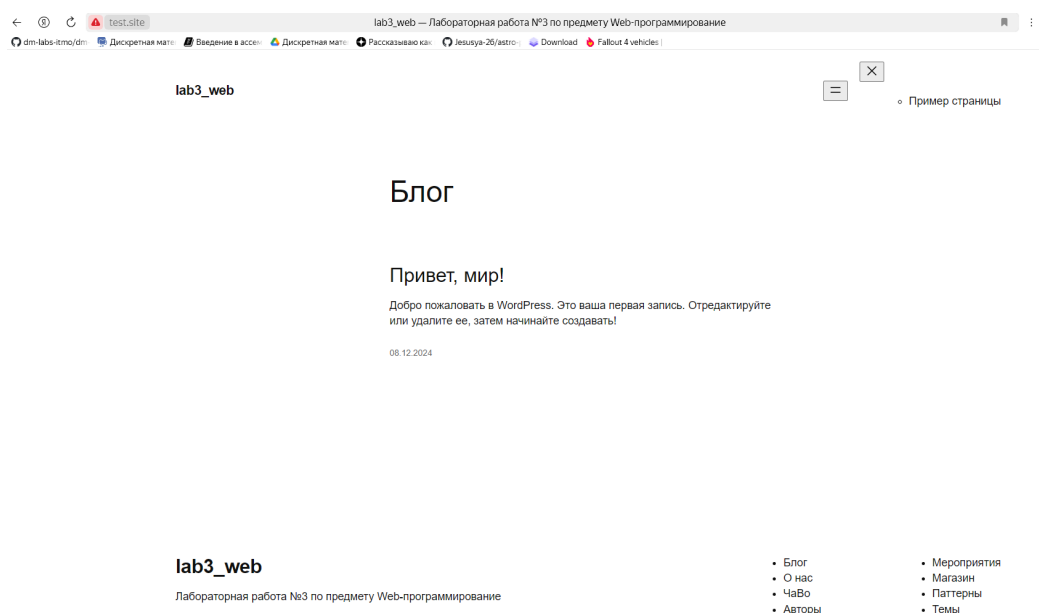 test.site
lab3_web — Лабораторная работа №3 по предмету Web-программирование
dm-labs-itmo/dm
Дискретная мате
Введение в ассем
Дискретная мате
Рассказываю как
Jesusya-26/astro-
Download
Fallout 4 vehicles |
lab3_web
Пример страницы
Блог
Привет, мир!
Добро пожаловать в WordPress. Это ваша первая запись. Отредактируйте
или удалите ее, затем начинайте создавать!
08.12.2024
lab3_web
Лабораторная работа №3 по предмету Web-программирование
Блог
О нас
ЧаВо
Авторы
Мероприятия
Магазин
Паттерны
Темы